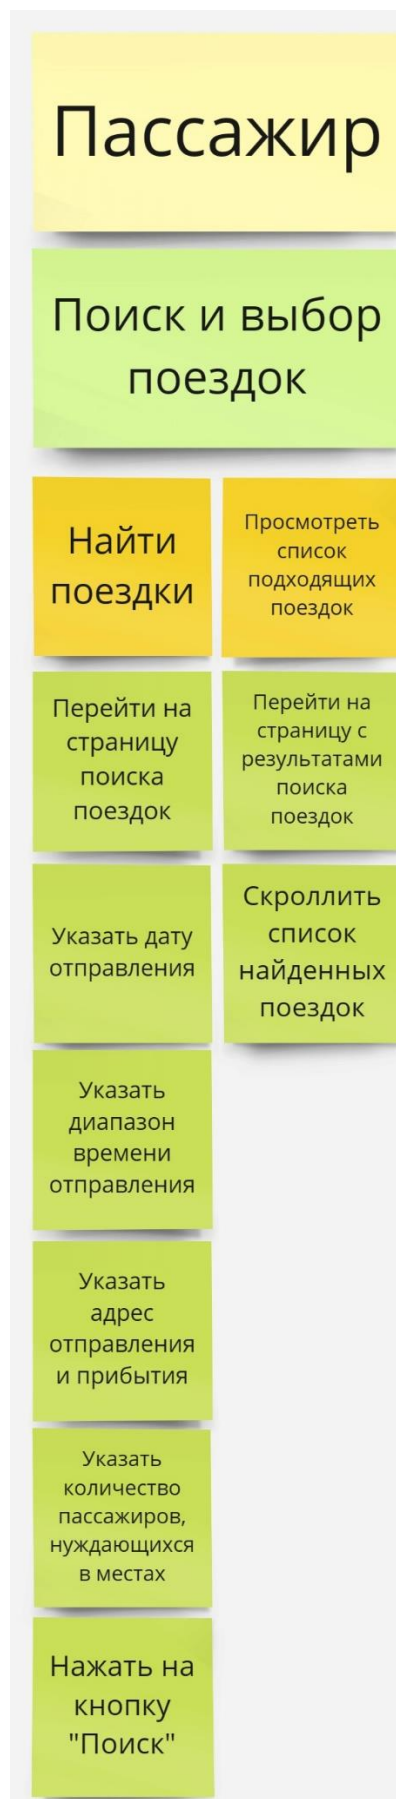 Пассажир
Поиск и выбор
поездок
Найти
поездки
Просмотреть
список
подходящих
поездок
Перейти на
страницу
поиска
поездок
Перейти на
страницу с
результатами
поиска
поездок
Указать дату
отправления
Скроллить
список
найденных
поездок
Указать
диапазон
времени
отправления
Указать
адрес
отправления
и прибытия
Указать
количество
пассажиров,
нуждающихся
в местах
Нажать на
кнопку
"Поиск"